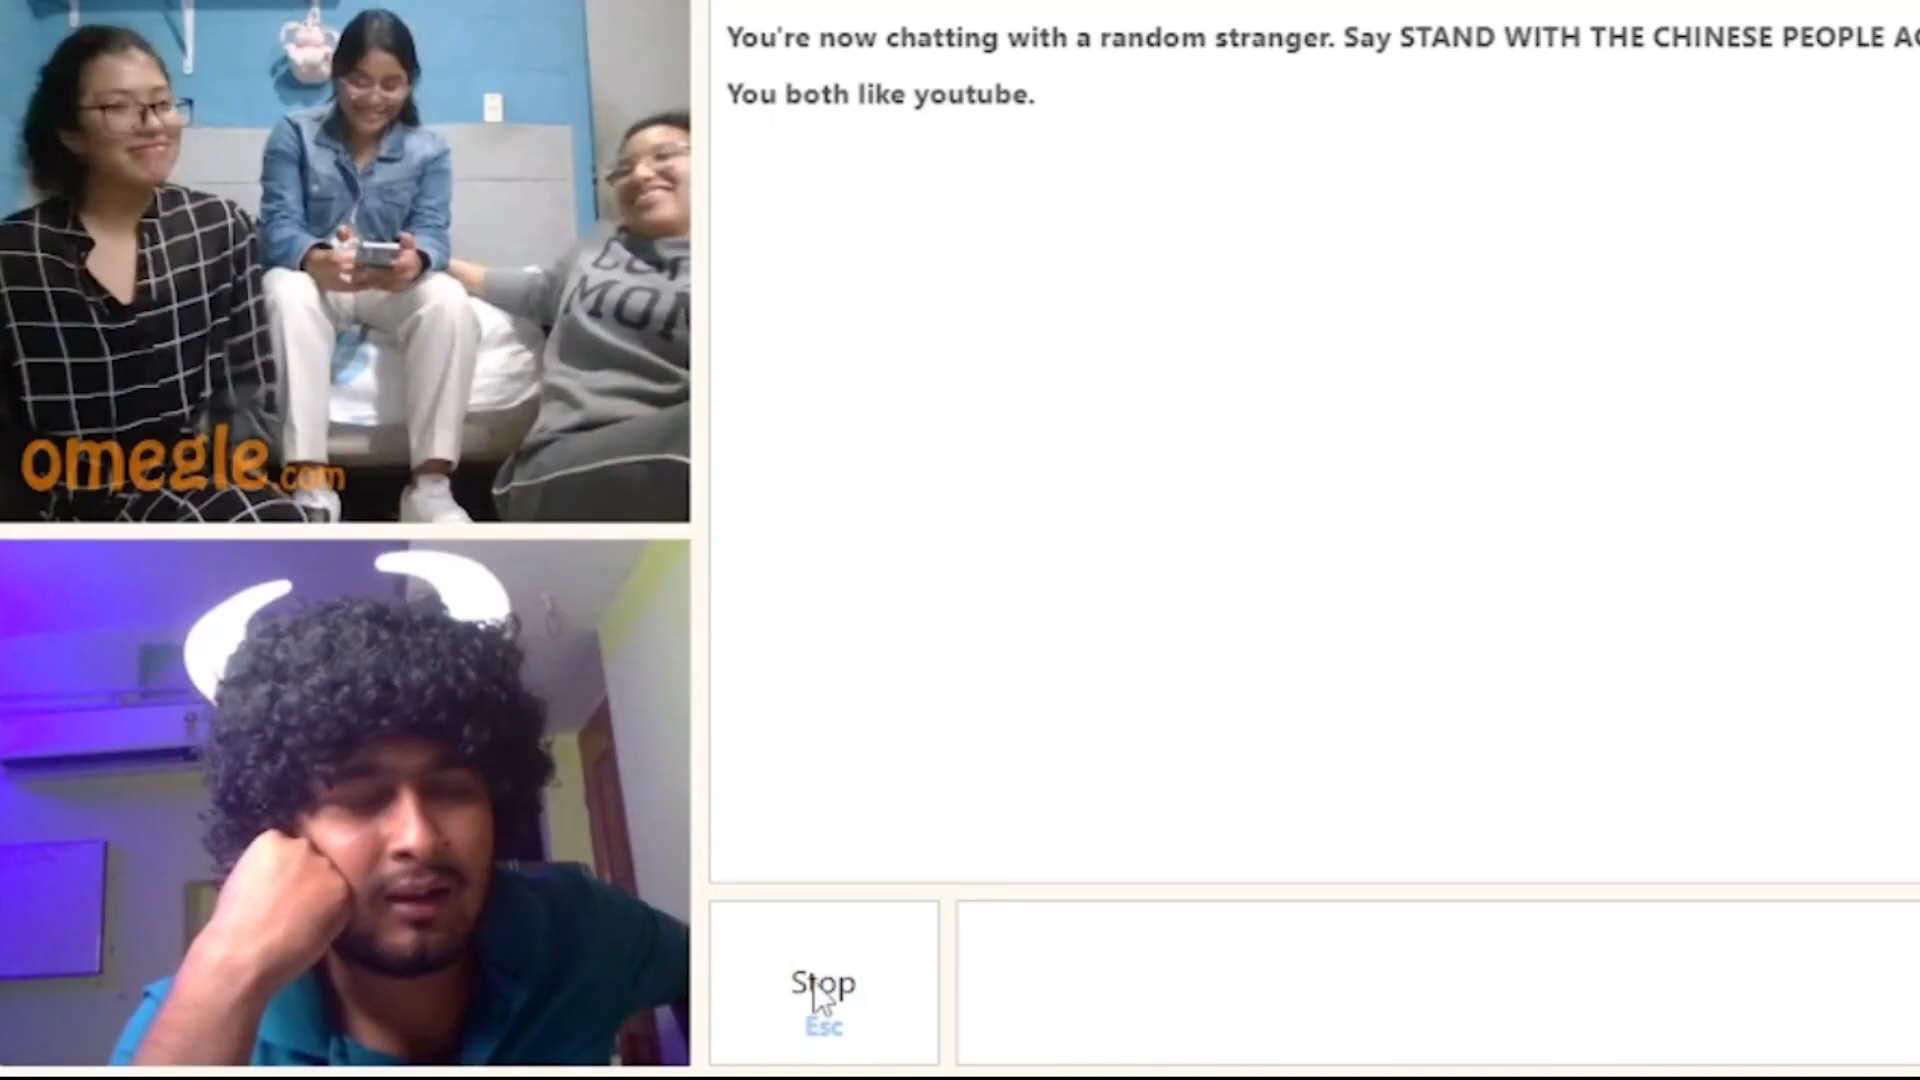 You're now chatting with a random stranger. Say STAND WITH THE CHINESE PEOPLE
You both like youtube.
MON
omegle.com
Stop
Esc